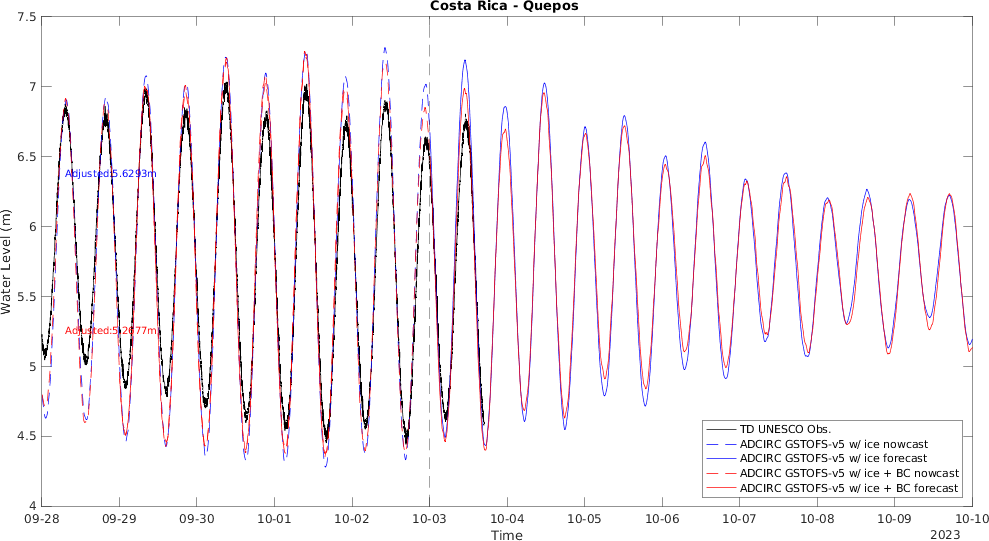 Costa Rica - Quepos
7.5
7
6.5
6
5.5
5
4.5
4
Water Level (m)
Adjusted:5.6293m
Adjusted:5.2677m
TD UNESCO Obs.
ADCIRC GSTOFS-v5 w/ ice nowcast
ADCIRC GSTOFS-v5 w/ ice forecast
ADCIRC GSTOFS-v5 w/ ice + BC nowcast
ADCIRC GSTOFS-v5 w/ ice + BC forecast
09-28 09-29 09-30 10-01 10-02 10-03 10-04 10-05 10-06 10-07 10-08 10-09 10-10
Time
2023